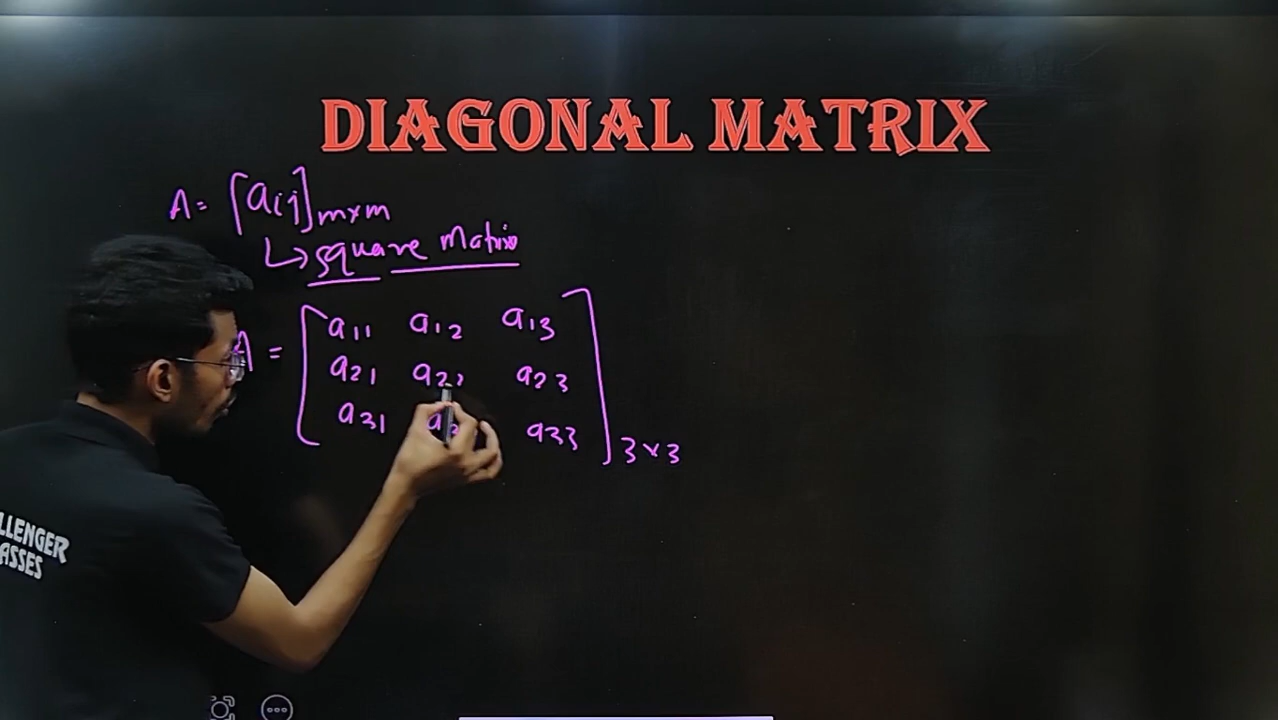 DIAGONAL MATRIX
A = [aij]m×m
↳ square Matrix
A = [a11 a12 a13
a21 a22 a23
a31 a33]3×3
LLENGER
ASSES